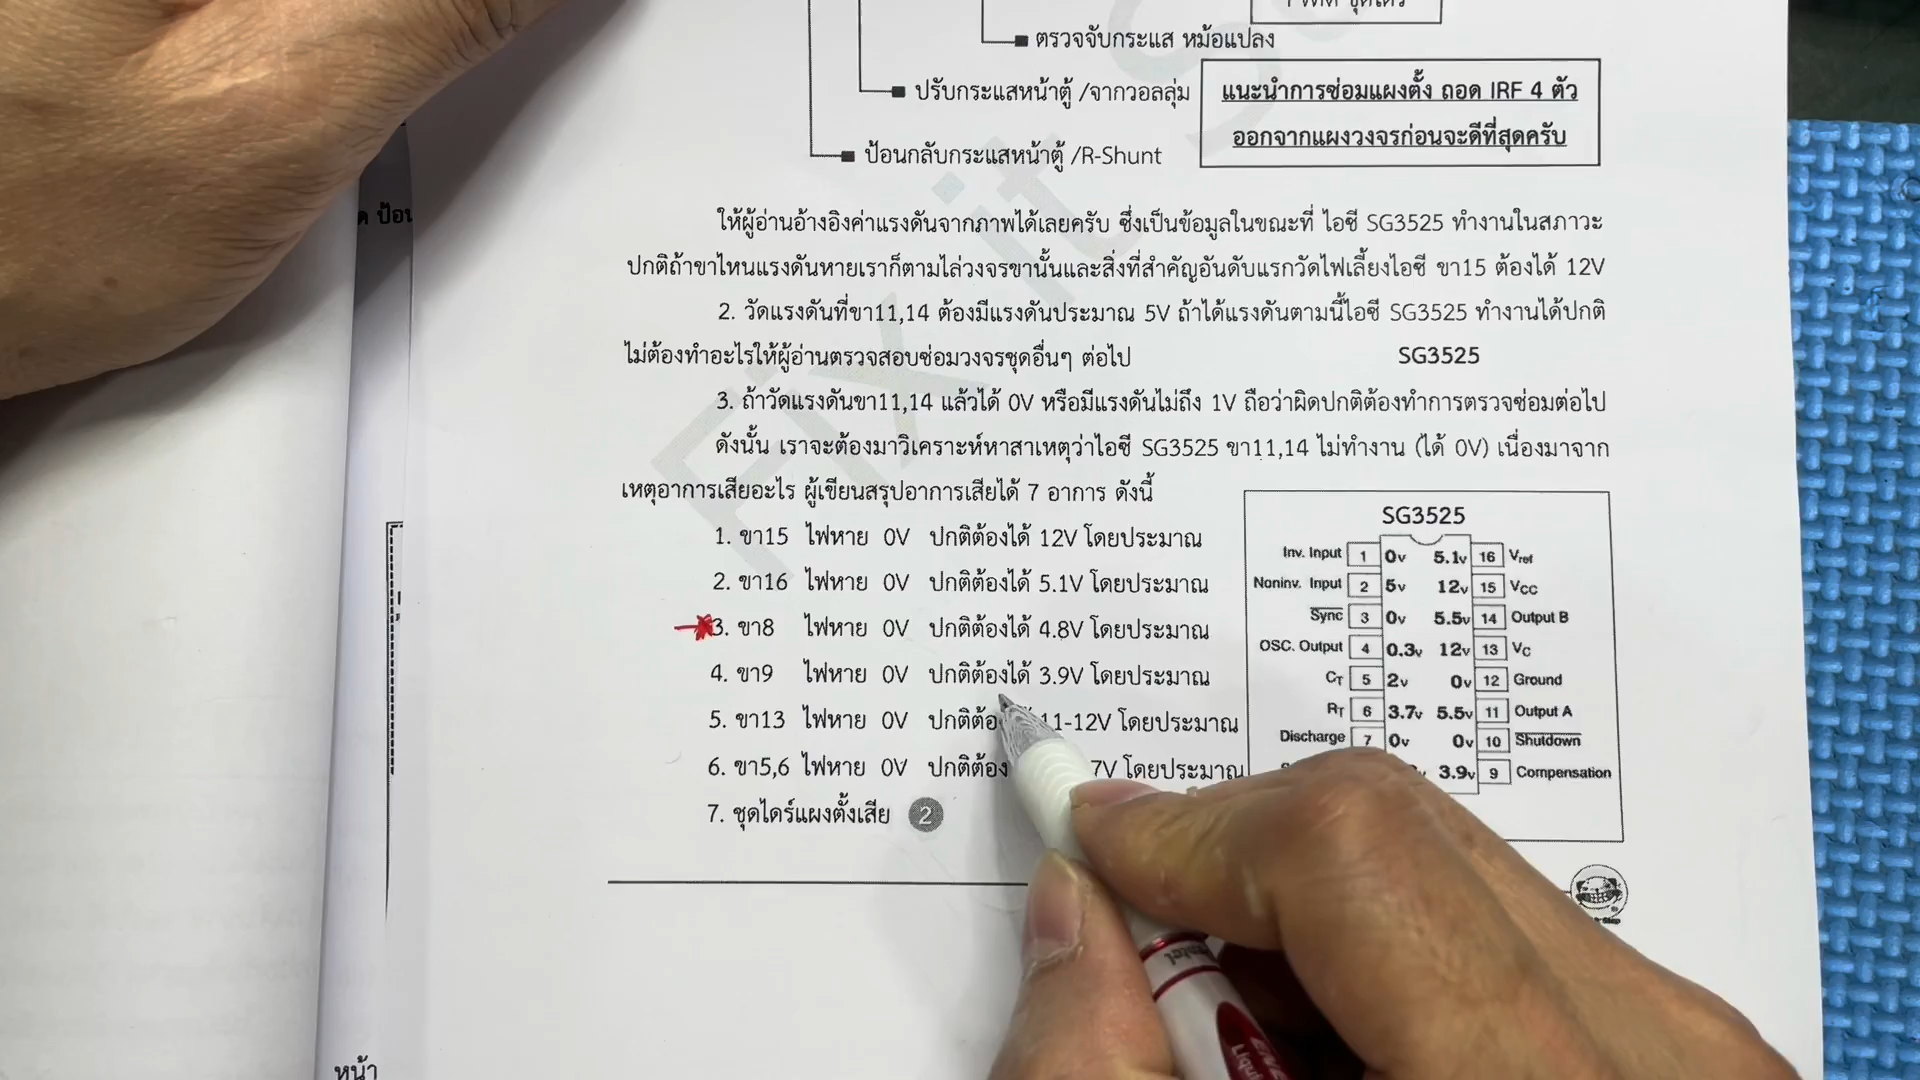 ตรวจจับกระแส หม้อแปลง
ปรับกระแสหน้าตู้ /จากวอลลุ่ม
แนะนำการซ่อมแผงตั้ง ถอด IRF 4 ตัว
ออกจากแผงวงจรก่อนจะดีที่สุดครับ
ป้อนกลับกระแสหน้าตู้ /R-Shunt
ให้ผู้อ่านอ้างอิงค่าแรงดันจากภาพได้เลยครับ ซึ่งเป็นข้อมูลในขณะที่ ไอซี SG3525 ทำงานในสภาวะ
ปกติถ้าขาไหนแรงดันหายเราก็ตามไล่วงจรขานั้นและสิ่งที่สำคัญอันดับแรกวัดไฟเลี้ยงไอซี ขา15 ต้องได้ 12V
2. วัดแรงดันที่ขา11,14 ต้องมีแรงดันประมาณ 5V ถ้าได้แรงดันตามนี้ไอซี SG3525 ทำงานได้ปกติ
ไม่ต้องทำอะไรให้ผู้อ่านตรวจสอบซ่อมวงจรชุดอื่นๆ ต่อไป
SG3525
3. ถ้าวัดแรงดันขา11,14 แล้วได้ 0V หรือมีแรงดันไม่ถึง 1V ถือว่าผิดปกติต้องทำการตรวจซ่อมต่อไป
ดังนั้น เราจะต้องมาวิเคราะห์หาสาเหตุว่าไอซี SG3525 ขา11,14 ไม่ทำงาน (ได้ 0V) เนื่องมาจาก
เหตุอาการเสียอะไร ผู้เขียนสรุปอาการเสียได้ 7 อาการ ดังนี้
1. ขา15 ไฟหาย 0V ปกติต้องได้ 12V โดยประมาณ
2. ขา16 ไฟหาย 0V ปกติต้องได้ 5.1V โดยประมาณ
3. ขา8 ไฟหาย 0V ปกติต้องได้ 4.8V โดยประมาณ
4. ขา9 ไฟหาย 0V ปกติต้องได้ 3.9V โดยประมาณ
5. ขา13 ไฟหาย 0V ปกติต้อง 11-12V โดยประมาณ
6. ขา5,6 ไฟหาย 0V ปกติต้อง 7V โดยประมาณ
7. ชุดไดร์แผงตั้งเสีย 2
SG3525
Inv. Input 1 0v 5.1v 16 Vref
Noninv. Input 2 5v 12v 15 VCC
Sync 3 0v 5.5v 14 Output B
OSC. Output 4 0.3v 12v 13 VC
CT 5 2v 0v 12 Ground
RT 6 3.7v 5.5v 11 Output A
Discharge 7 0v 0v 10 Shutdown
3.9v 9 Compensation
Fix it
หน้า